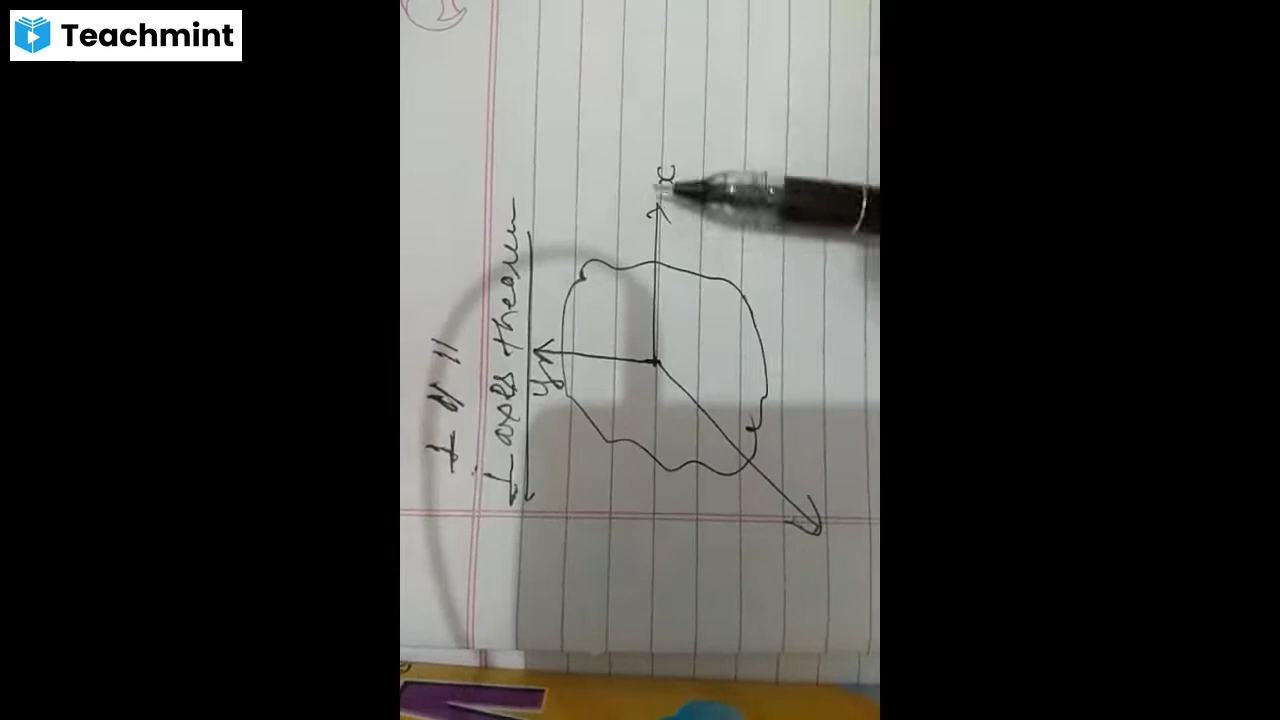 Teachmint
⊥ & ||
⊥ axes theorem
y
x